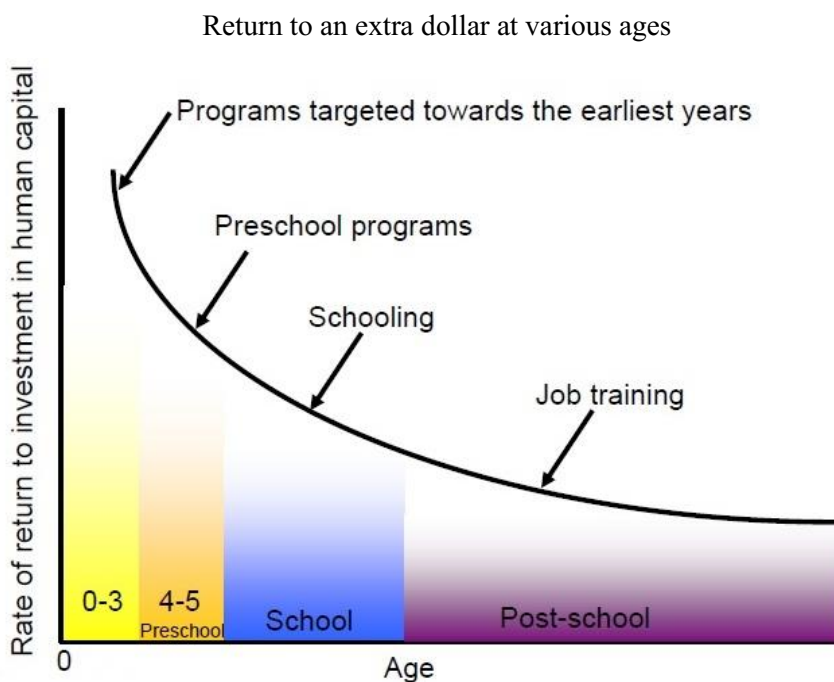 Return to an extra dollar at various ages
Programs targeted towards the earliest years
Preschool programs
Schooling
Job training
Rate of return to investment in human capital
0-3
4-5
Preschool
School
Post-school
0
Age